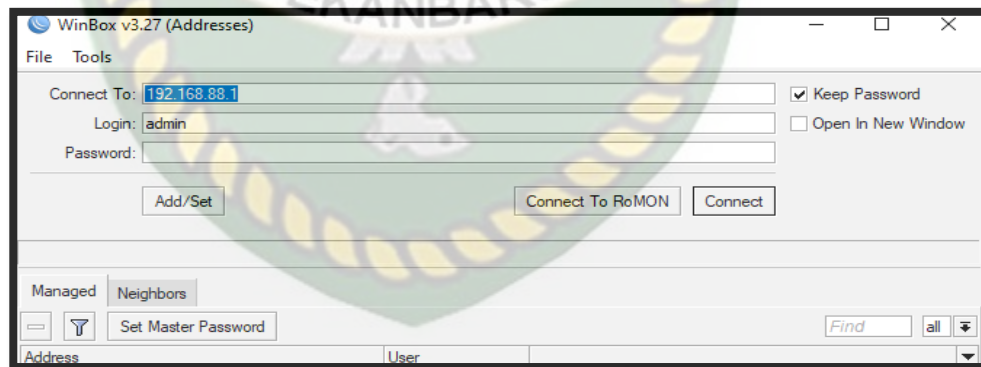 EKANBAR
WinBox v3.27 (Addresses)
File Tools
Connect To: 192.168.88.1 Keep Password
Login: admin Open In New Window
Password:
Add/Set Connect To RoMON Connect
Managed Neighbors
Set Master Password Find all
Address User